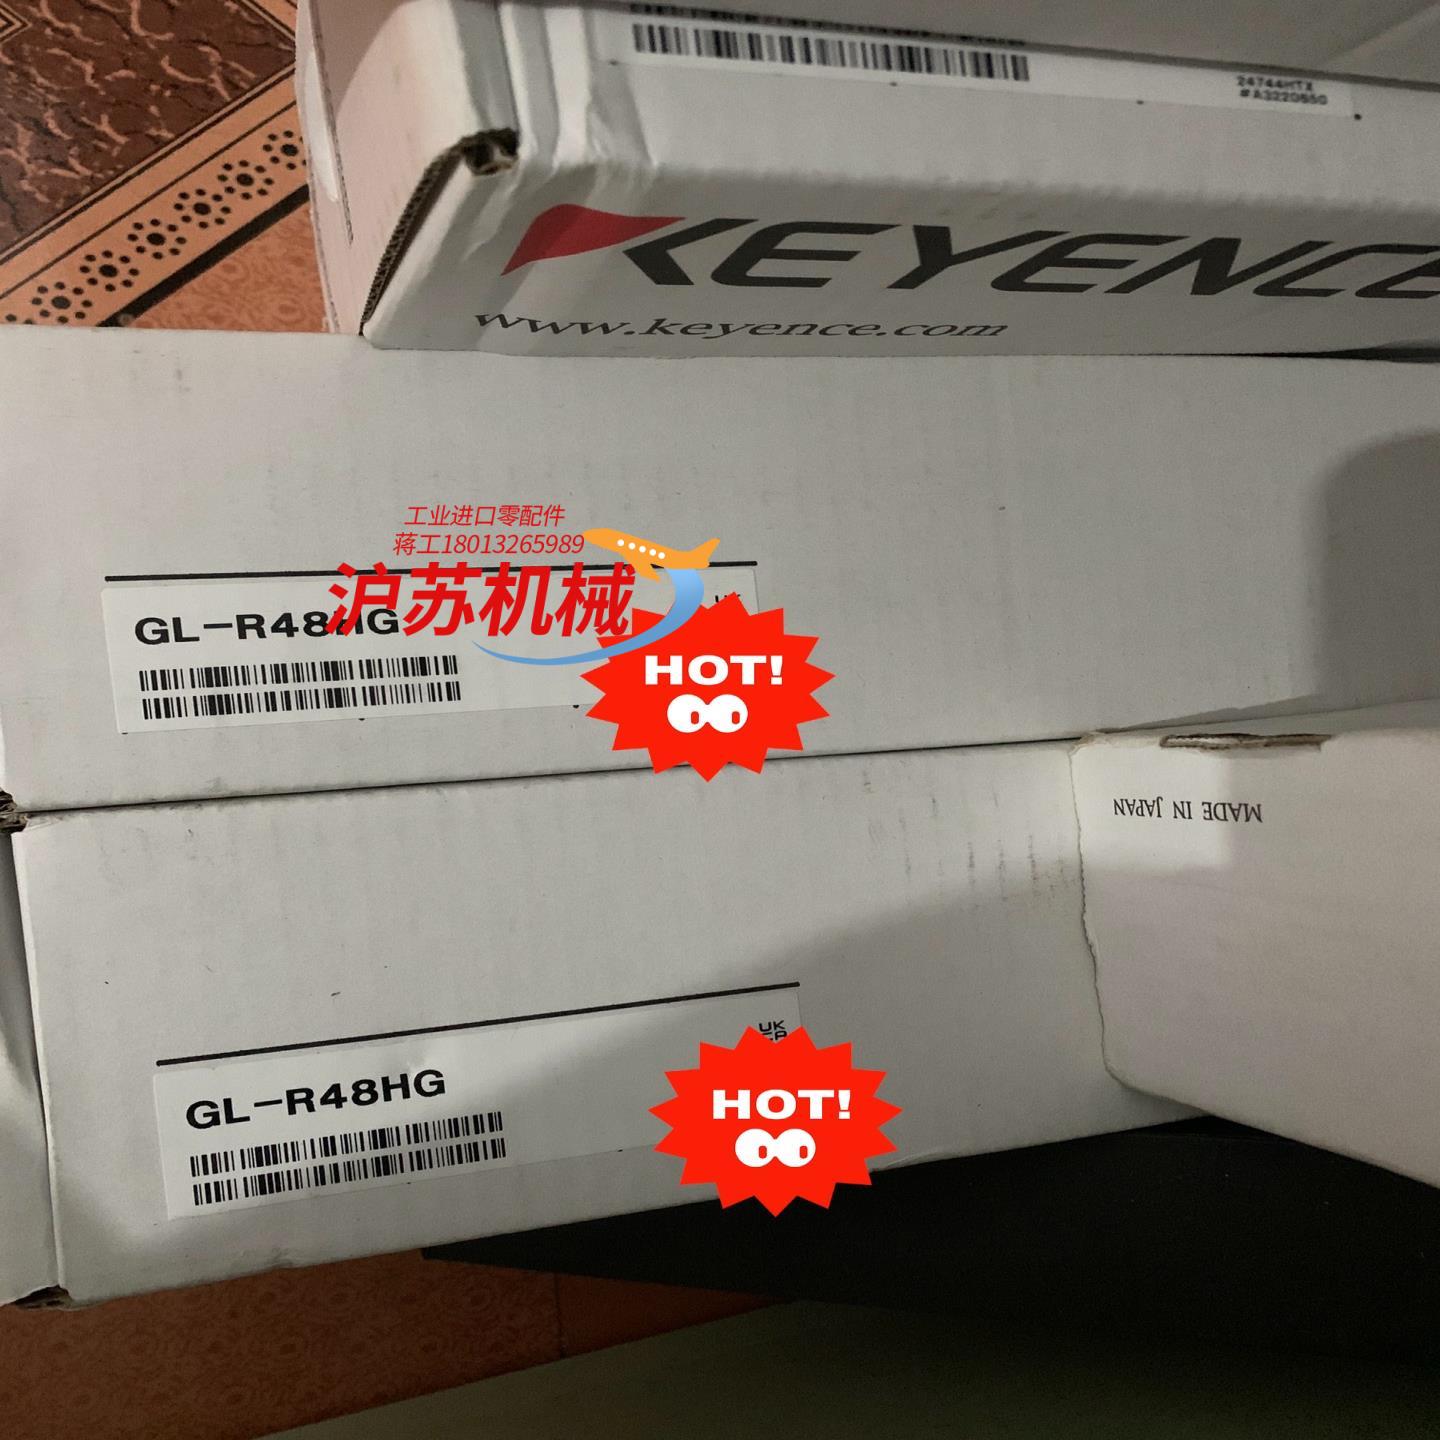 24744HTX
#A3220650
KEYENCE
www.keyence.com
工业进口零配件
蒋工18013265989
沪苏机械
GL-R48HG
HOT!
MADE IN JAPAN
UK
GL-R48HG
HOT!